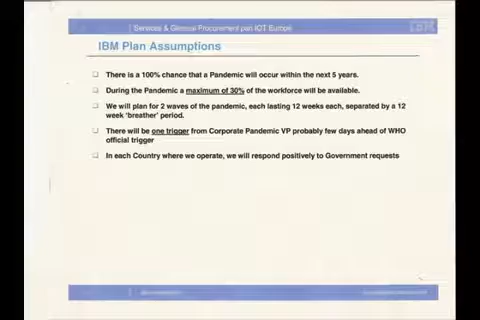 Services & General Procurement pan IOT Europe
IBM
IBM Plan Assumptions
There is a 100% chance that a Pandemic will occur within the next 5 years.
During the Pandemic a maximum of 30% of the workforce will be available.
We will plan for 2 waves of the pandemic, each lasting 12 weeks each, separated by a 12
week 'breather' period.
There will be one trigger from Corporate Pandemic VP probably few days ahead of WHO
official trigger
In each Country where we operate, we will respond positively to Government requests